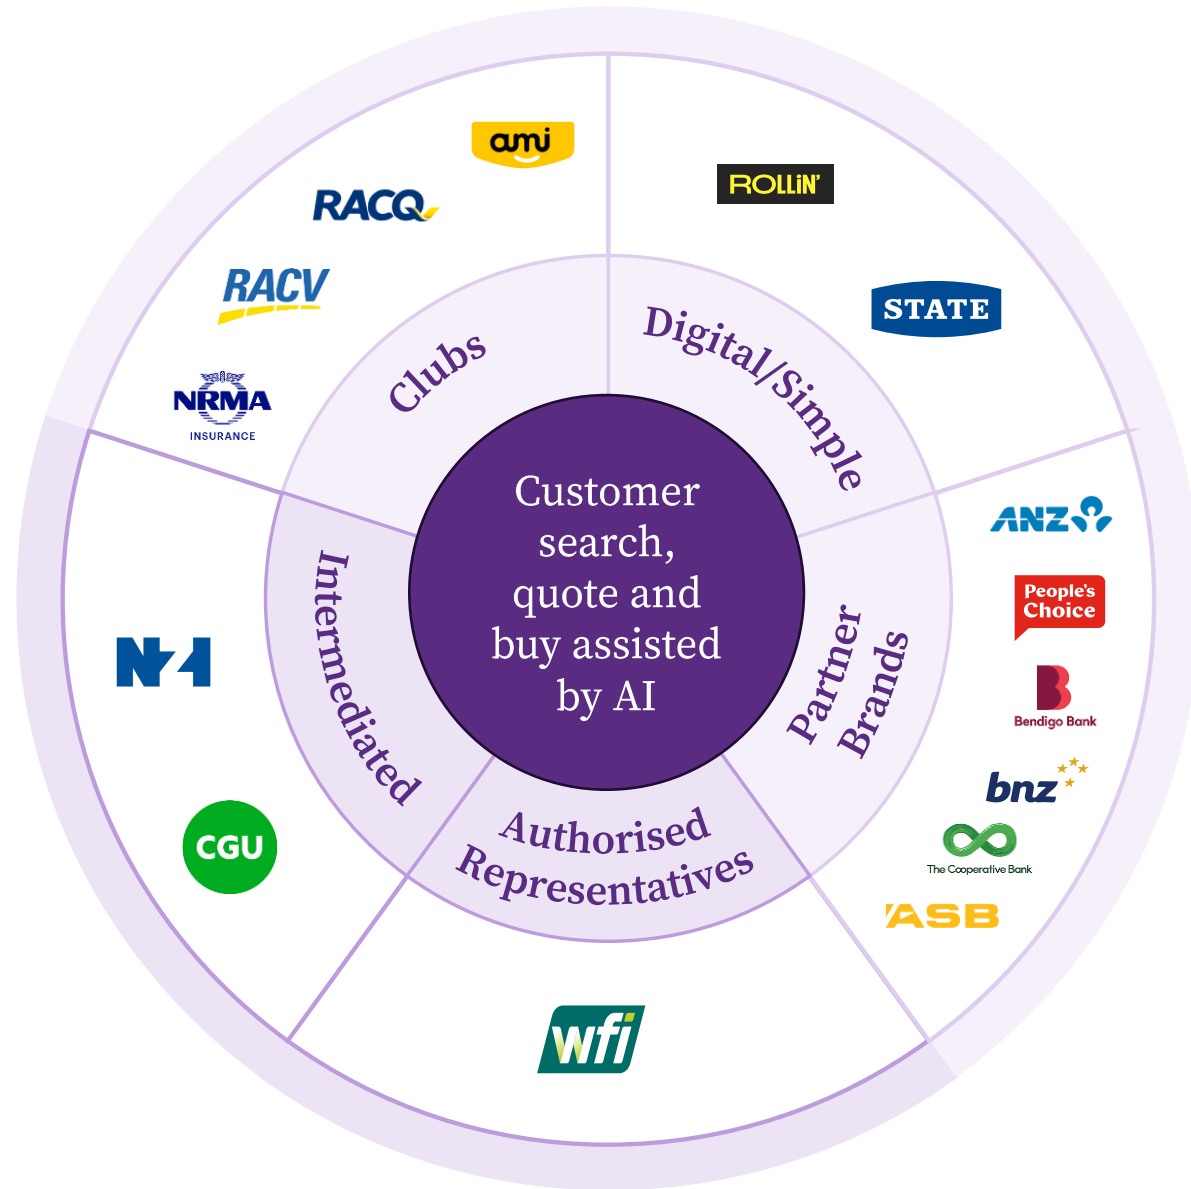 ami
RACQ
RACV
NRMA
INSURANCE
Clubs
ROLLiN'
STATE
Digital/Simple
Customer
search,
quote and
buy assisted
by AI
ANZ
People's
Choice
B
Bendigo Bank
bnz
The Cooperative Bank
ASB
Partner
Brands
Intermediated
NZI
CGU
Authorised
Representatives
wfi